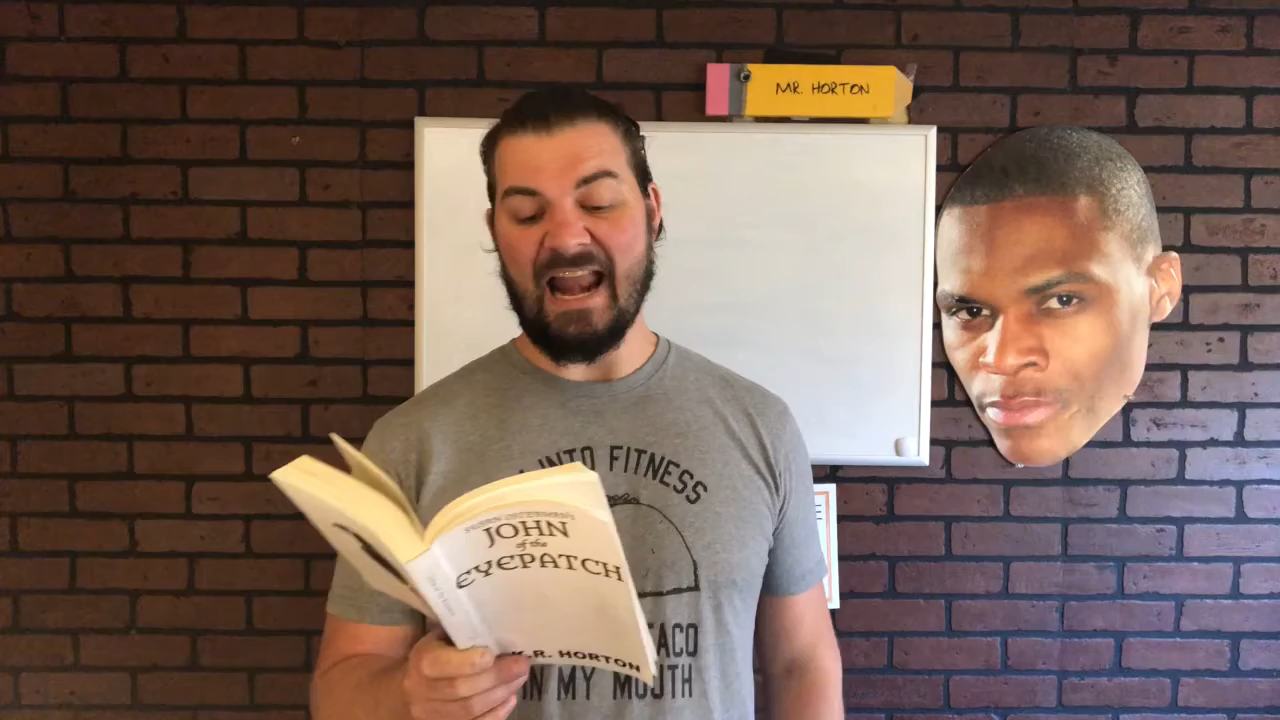 MR. HORTON
INTO FITNESS
JOHN
of the
EYEPATCH
K.R. HORTON
TACO
IN MY MOUTH